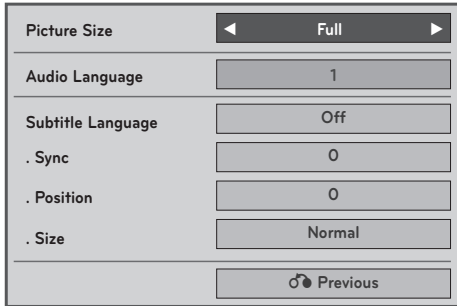 Picture Size ◀ Full ▶
Audio Language 1
Subtitle Language Off
. Sync 0
. Position 0
. Size Normal
Previous